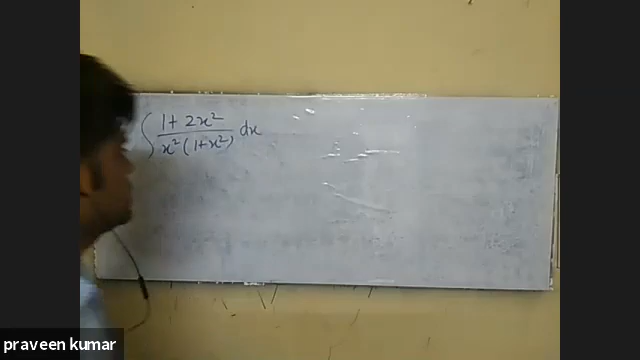 ∫ 1 + 2x² / x² (1+x²) dx
praveen kumar